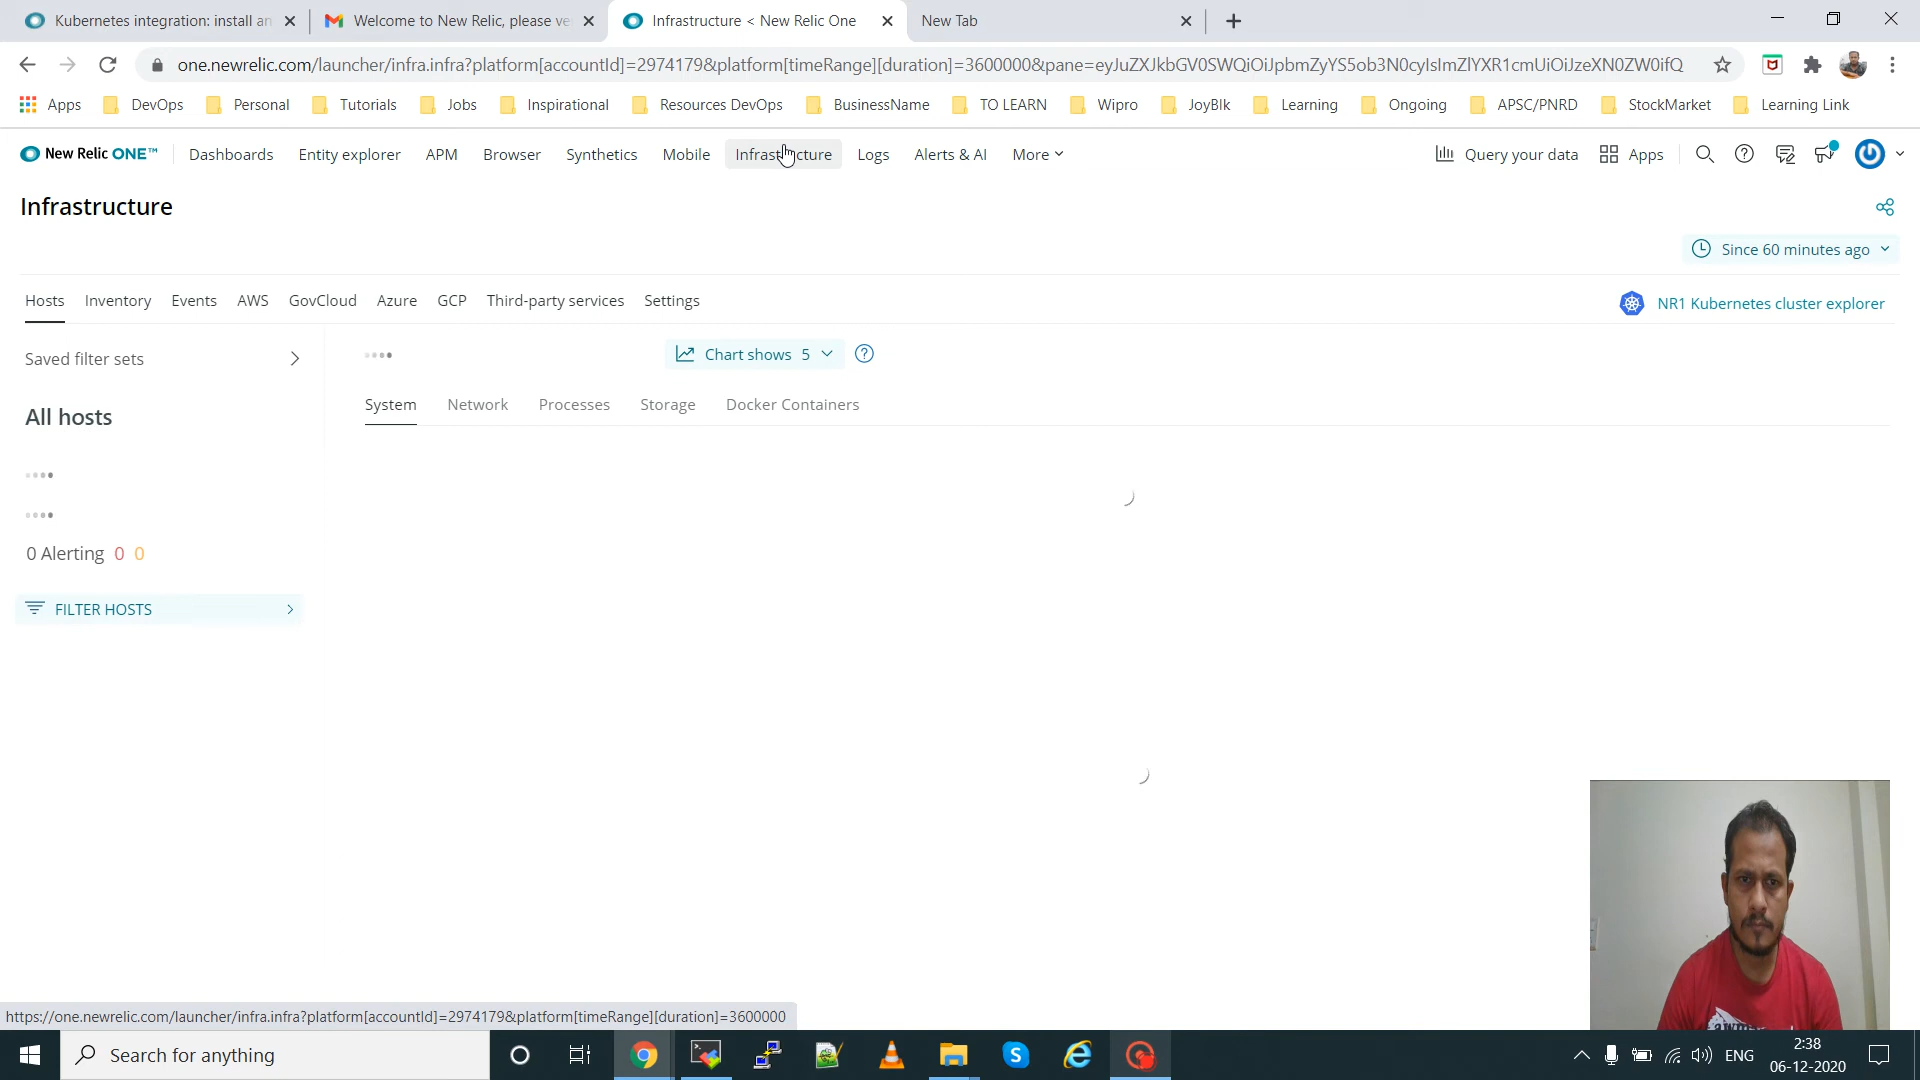 Kubernetes integration: install an
Welcome to New Relic, please ve
Infrastructure < New Relic One
New Tab
one.newrelic.com/launcher/infra.infra?platform[accountId]=2974179&platform[timeRange][duration]=3600000&pane=eyJuZXJkbGV0SWQiOiJpbmZyYS5ob3N0cyIsImZlYXR1cmUiOiJzeXN0ZW0ifQ
Apps
DevOps
Personal
Tutorials
Jobs
Inspirational
Resources DevOps
BusinessName
TO LEARN
Wipro
JoyBlk
Learning
Ongoing
APSC/PNRD
StockMarket
Learning Link
New Relic ONE™
Dashboards
Entity explorer
APM
Browser
Synthetics
Mobile
Infrastructure
Logs
Alerts & AI
More
Query your data
Apps
Infrastructure
Since 60 minutes ago
Hosts
Inventory
Events
AWS
GovCloud
Azure
GCP
Third-party services
Settings
NR1 Kubernetes cluster explorer
Saved filter sets
Chart shows 5
System
Network
Processes
Storage
Docker Containers
All hosts
0 Alerting 0 0
FILTER HOSTS
https://one.newrelic.com/launcher/infra.infra?platform[accountId]=2974179&platform[timeRange][duration]=3600000
Search for anything
ENG
2:38
06-12-2020